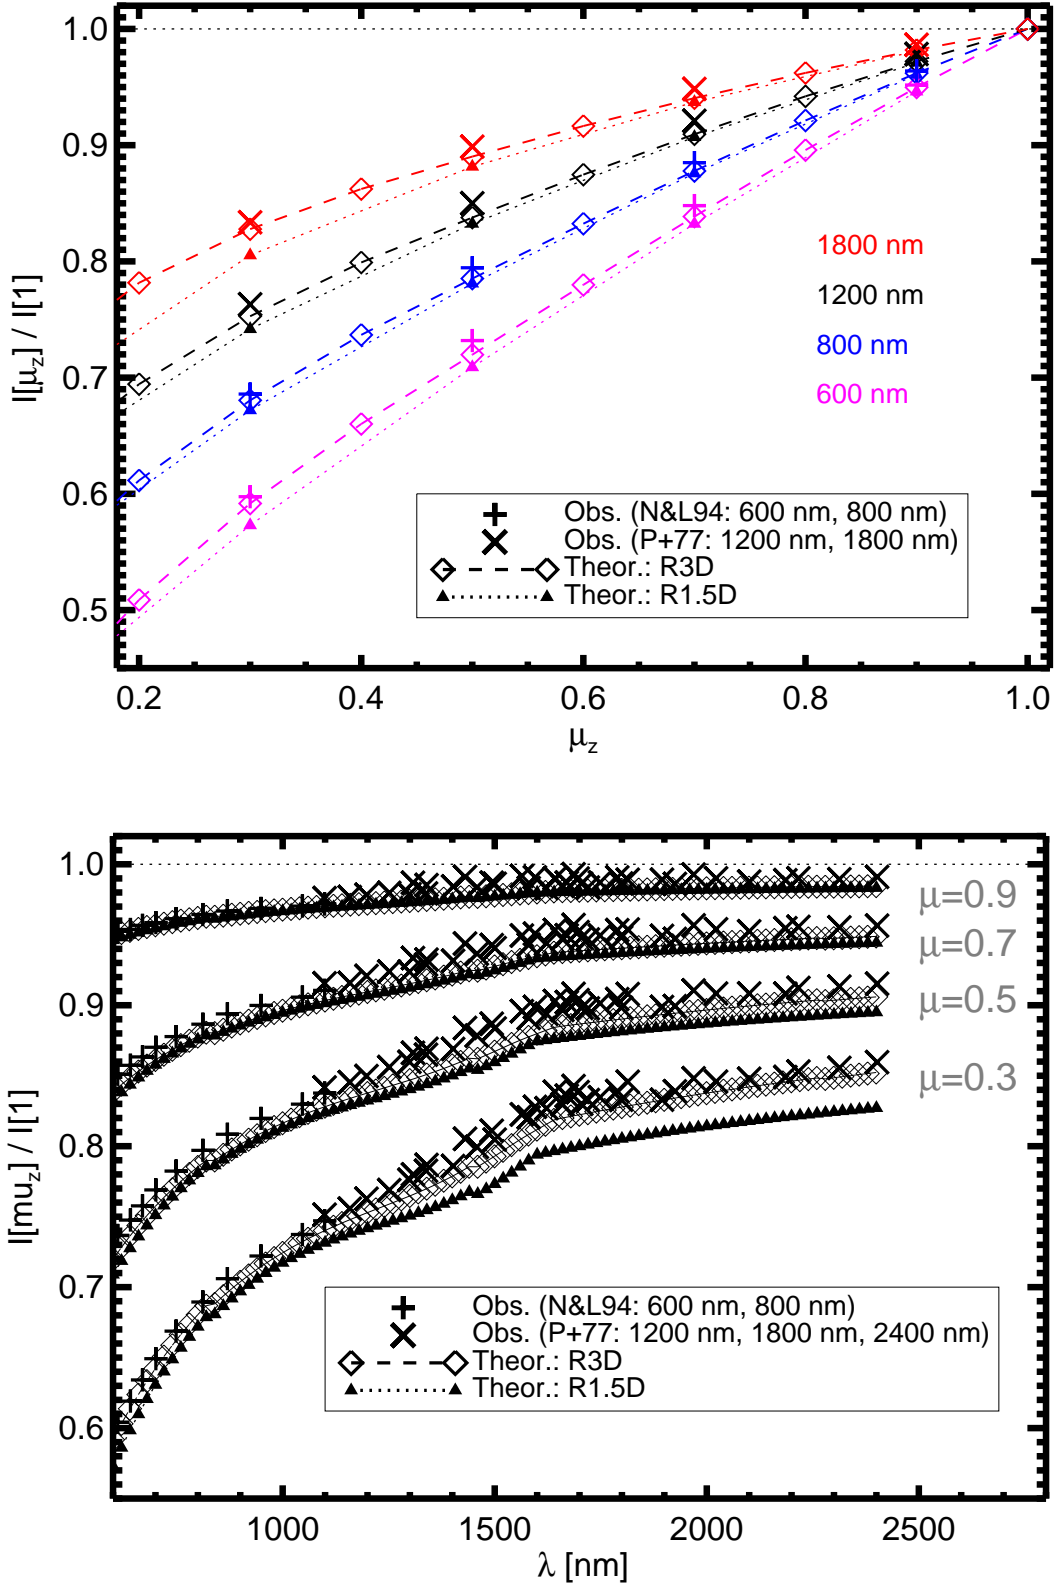 1.0
0.9
0.8
0.7
0.6
0.5
I[μz] / I[1]
1800 nm
1200 nm
800 nm
600 nm
Obs. (N&L94: 600 nm, 800 nm)
Obs. (P+77: 1200 nm, 1800 nm)
Theor.: R3D
Theor.: R1.5D
0.2 0.4 0.6 0.8 1.0
μz
1.0
0.9
0.8
0.7
0.6
I[muz] / I[1]
μ=0.9
μ=0.7
μ=0.5
μ=0.3
Obs. (N&L94: 600 nm, 800 nm)
Obs. (P+77: 1200 nm, 1800 nm, 2400 nm)
Theor.: R3D
Theor.: R1.5D
1000 1500 2000 2500
λ [nm]